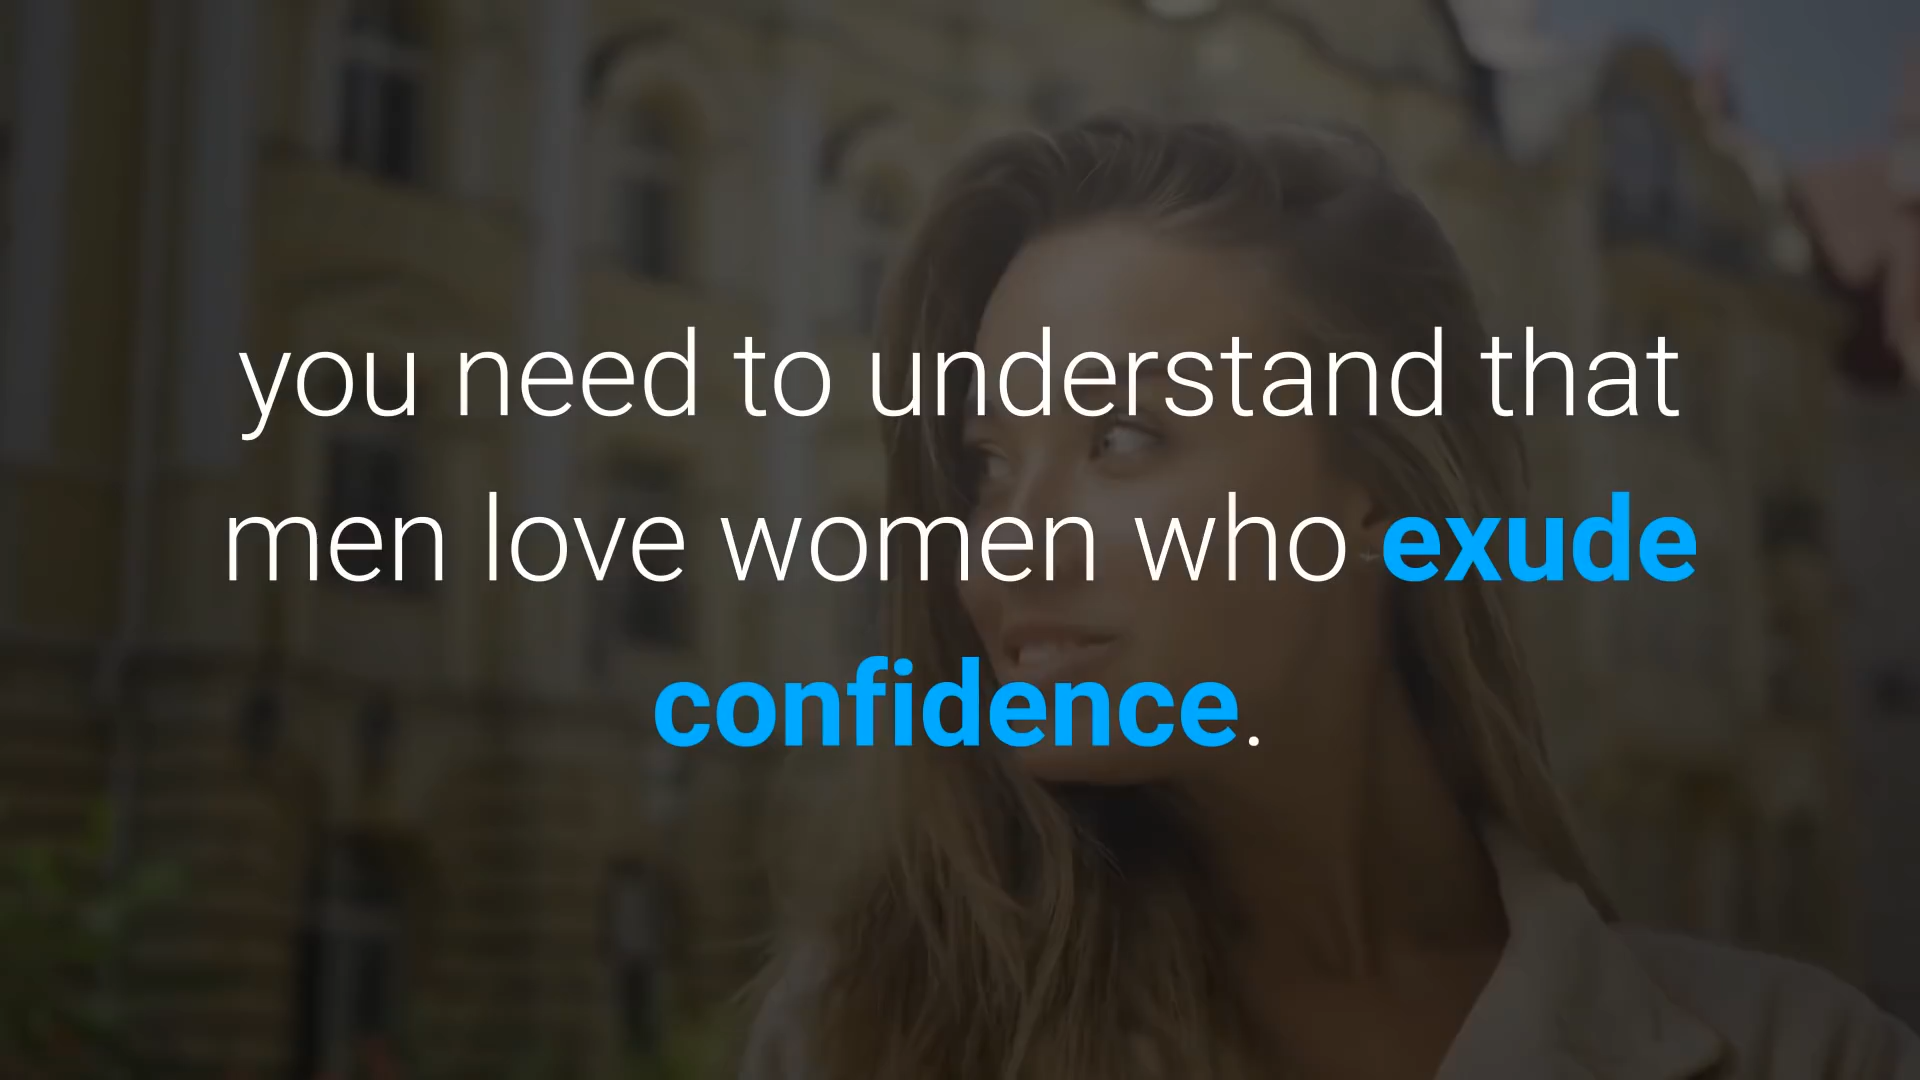 you need to understand that
men love women who exude
confidence.